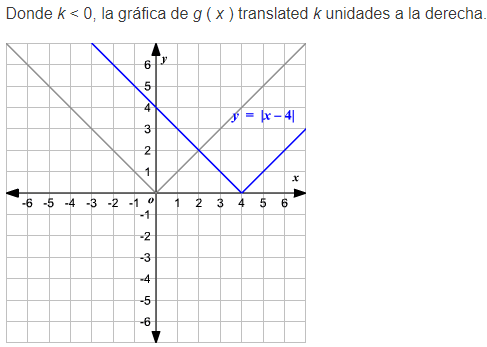 Donde k < 0, la gráfica de g ( x ) translated k unidades a la derecha.
y
6
5
4
3
y = |x – 4|
2
1
x
-6 -5 -4 -3 -2 -1 o 1 2 3 4 5 6
-1
-2
-3
-4
-5
-6